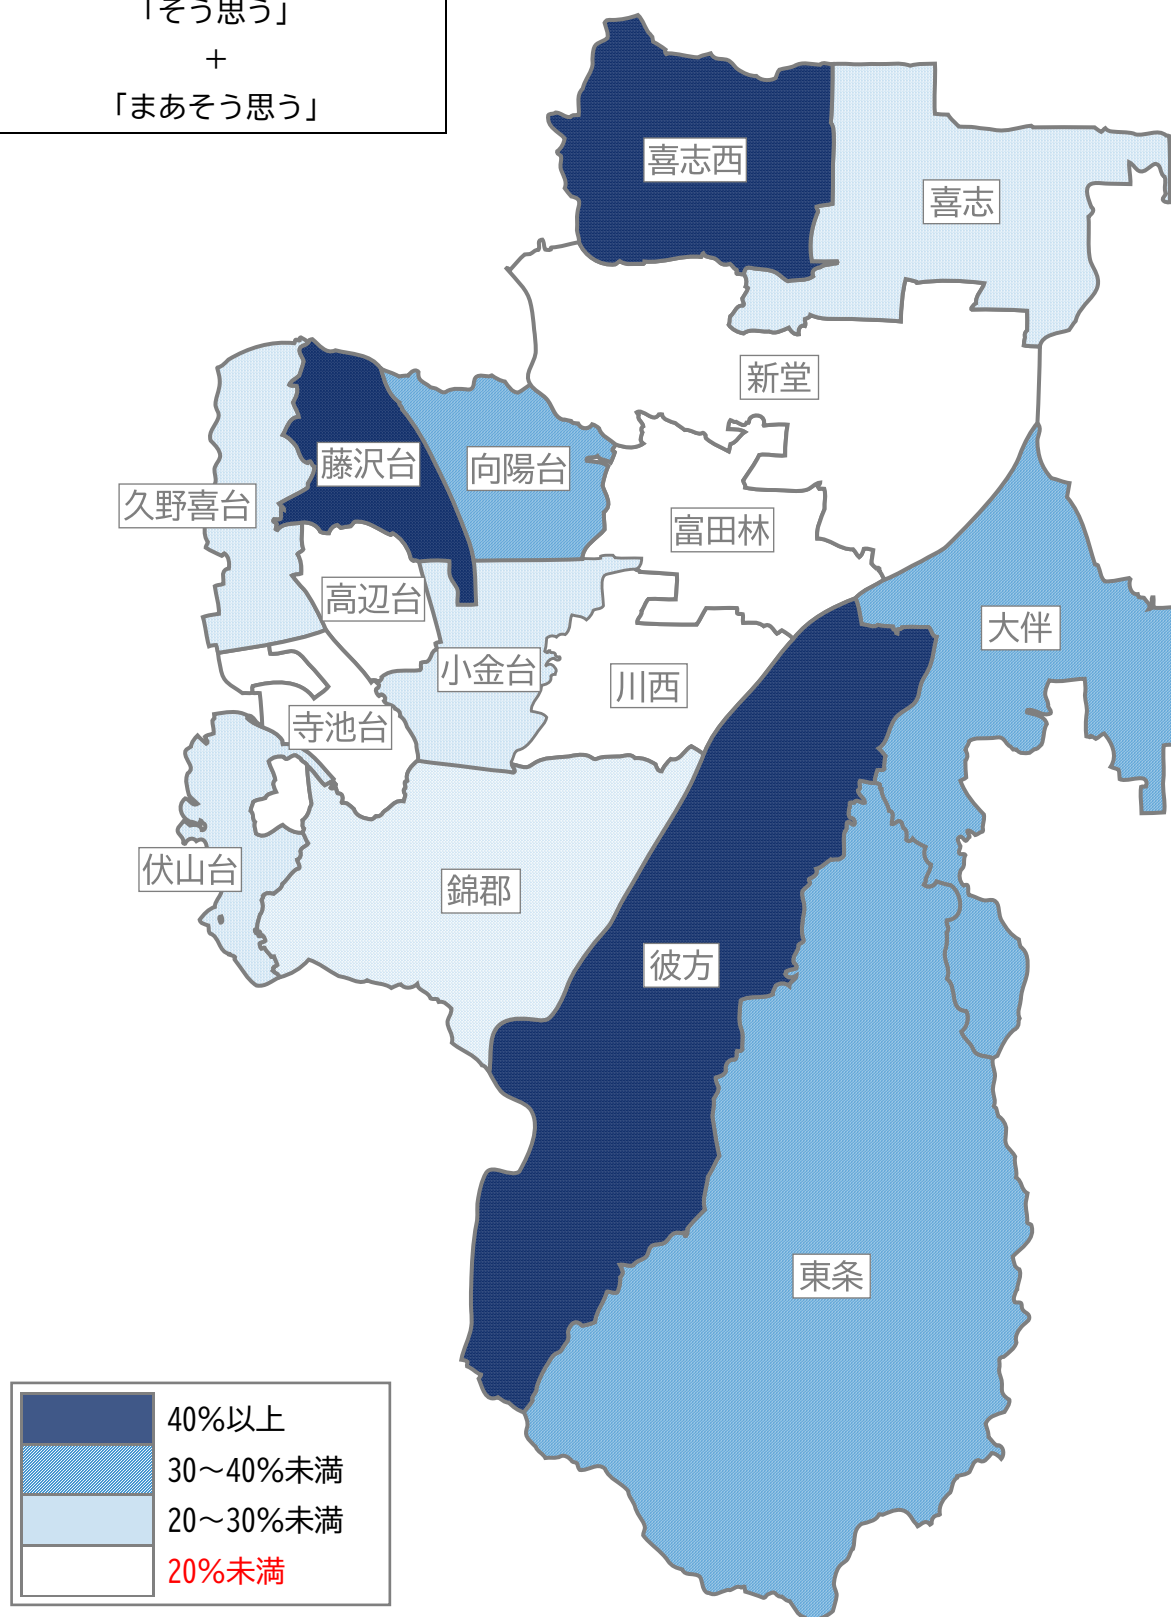 「そう思う」
＋
「まあそう思う」
喜志西
喜志
新堂
藤沢台
向陽台
久野喜台
富田林
高辺台
大伴
小金台
川西
寺池台
伏山台
錦郡
彼方
東条
40%以上
30～40%未満
20～30%未満
20%未満